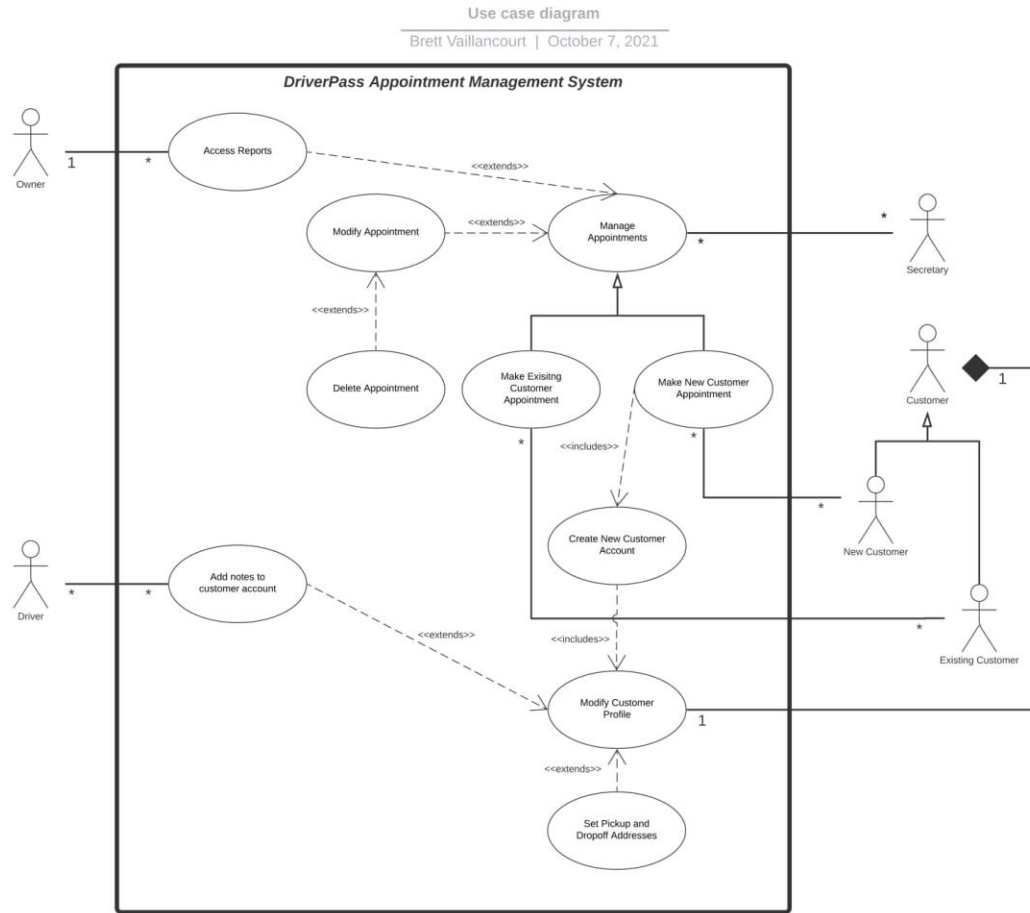 Use case diagram
Brett Vaillancourt | October 7, 2021
DriverPass Appointment Management System
Access Reports
1
*
Owner
<<extends>>
Modify Appointment
<<extends>>
Manage
Appointments
*
*
Secretary
<<extends>>
Delete Appointment
Make Exisitng
Customer
Appointment
Make New Customer
Appointment
Customer
1
*
<<includes>>
*
*
New Customer
Create New Customer
Account
Add notes to
customer account
*
*
Driver
<<extends>>
<<includes>>
*
Existing Customer
Modify Customer
Profile
1
<<extends>>
Set Pickup and
Dropoff Addresses